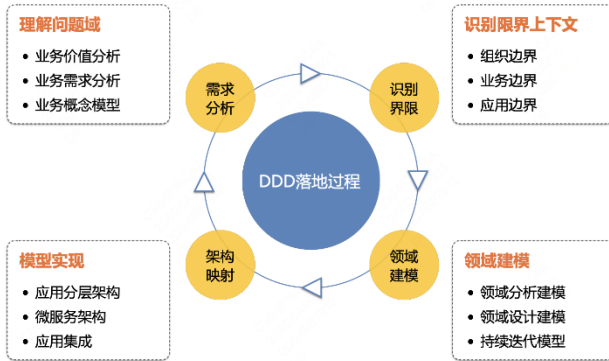 理解问题域
• 业务价值分析
• 业务需求分析
• 业务概念模型
识别限界上下文
• 组织边界
• 业务边界
• 应用边界
需求
分析
识别
界限
DDD落地过程
架构
映射
领域
建模
模型实现
• 应用分层架构
• 微服务架构
• 应用集成
领域建模
• 领域分析建模
• 领域设计建模
• 持续迭代模型